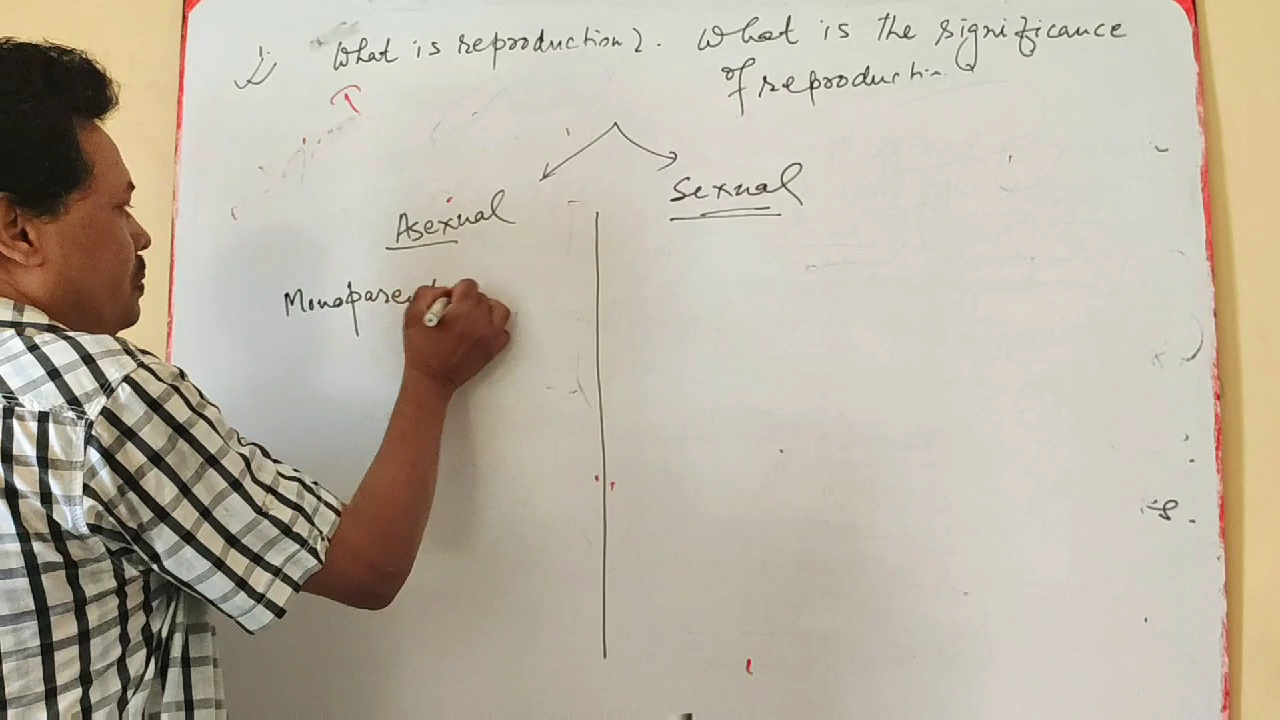 What is reproduction?. What is the significance
of reproduction.
Asexual
Sexual
Monoparent